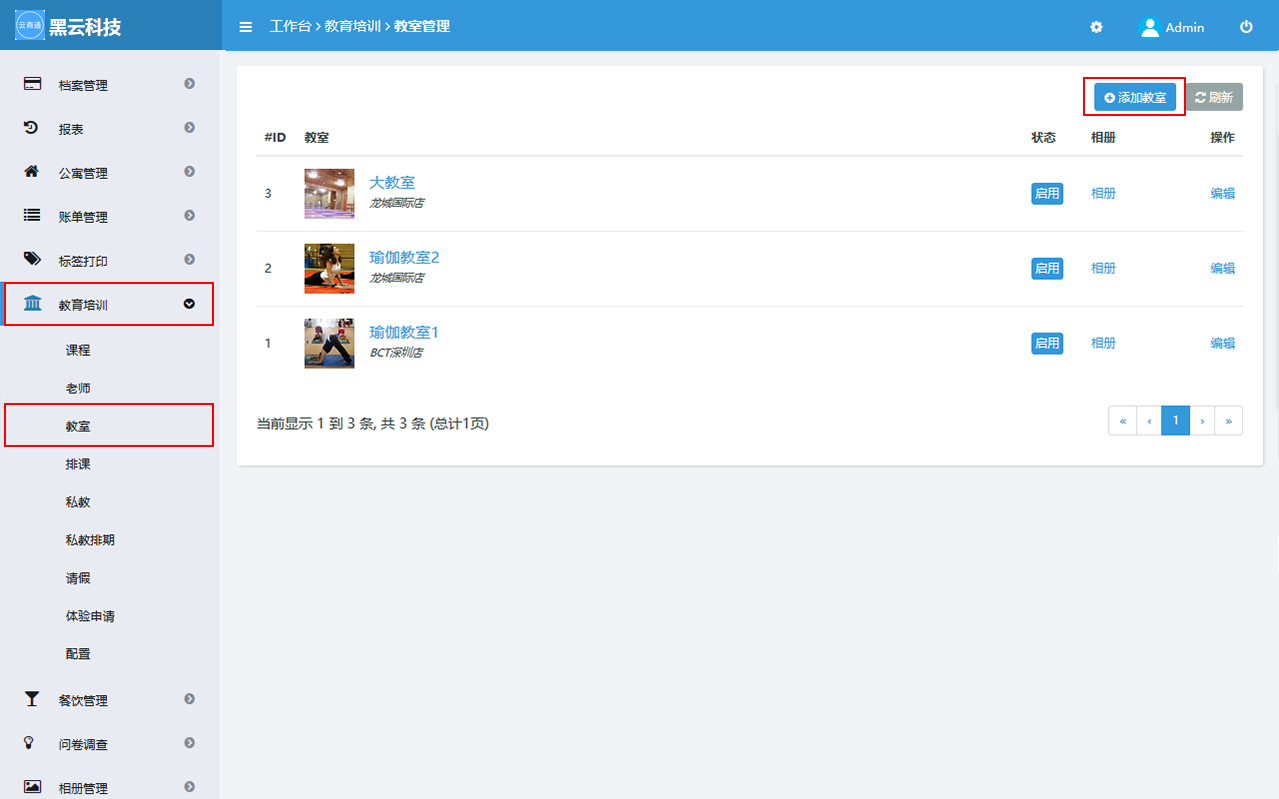 云商通 黑云科技
工作台 › 教育培训 › 教室管理
Admin
档案管理
报表
公寓管理
账单管理
标签打印
教育培训
课程
老师
教室
排课
私教
私教排期
请假
体验申请
配置
餐饮管理
问卷调查
相册管理
添加教室 刷新
#ID 教室 状态 相册 操作
3 大教室 启用 相册 编辑
龙城国际店
2 瑜伽教室2 启用 相册 编辑
龙城国际店
1 瑜伽教室1 启用 相册 编辑
BCT深圳店
当前显示 1 到 3 条, 共 3 条 (总计1页)
« ‹ 1 › »